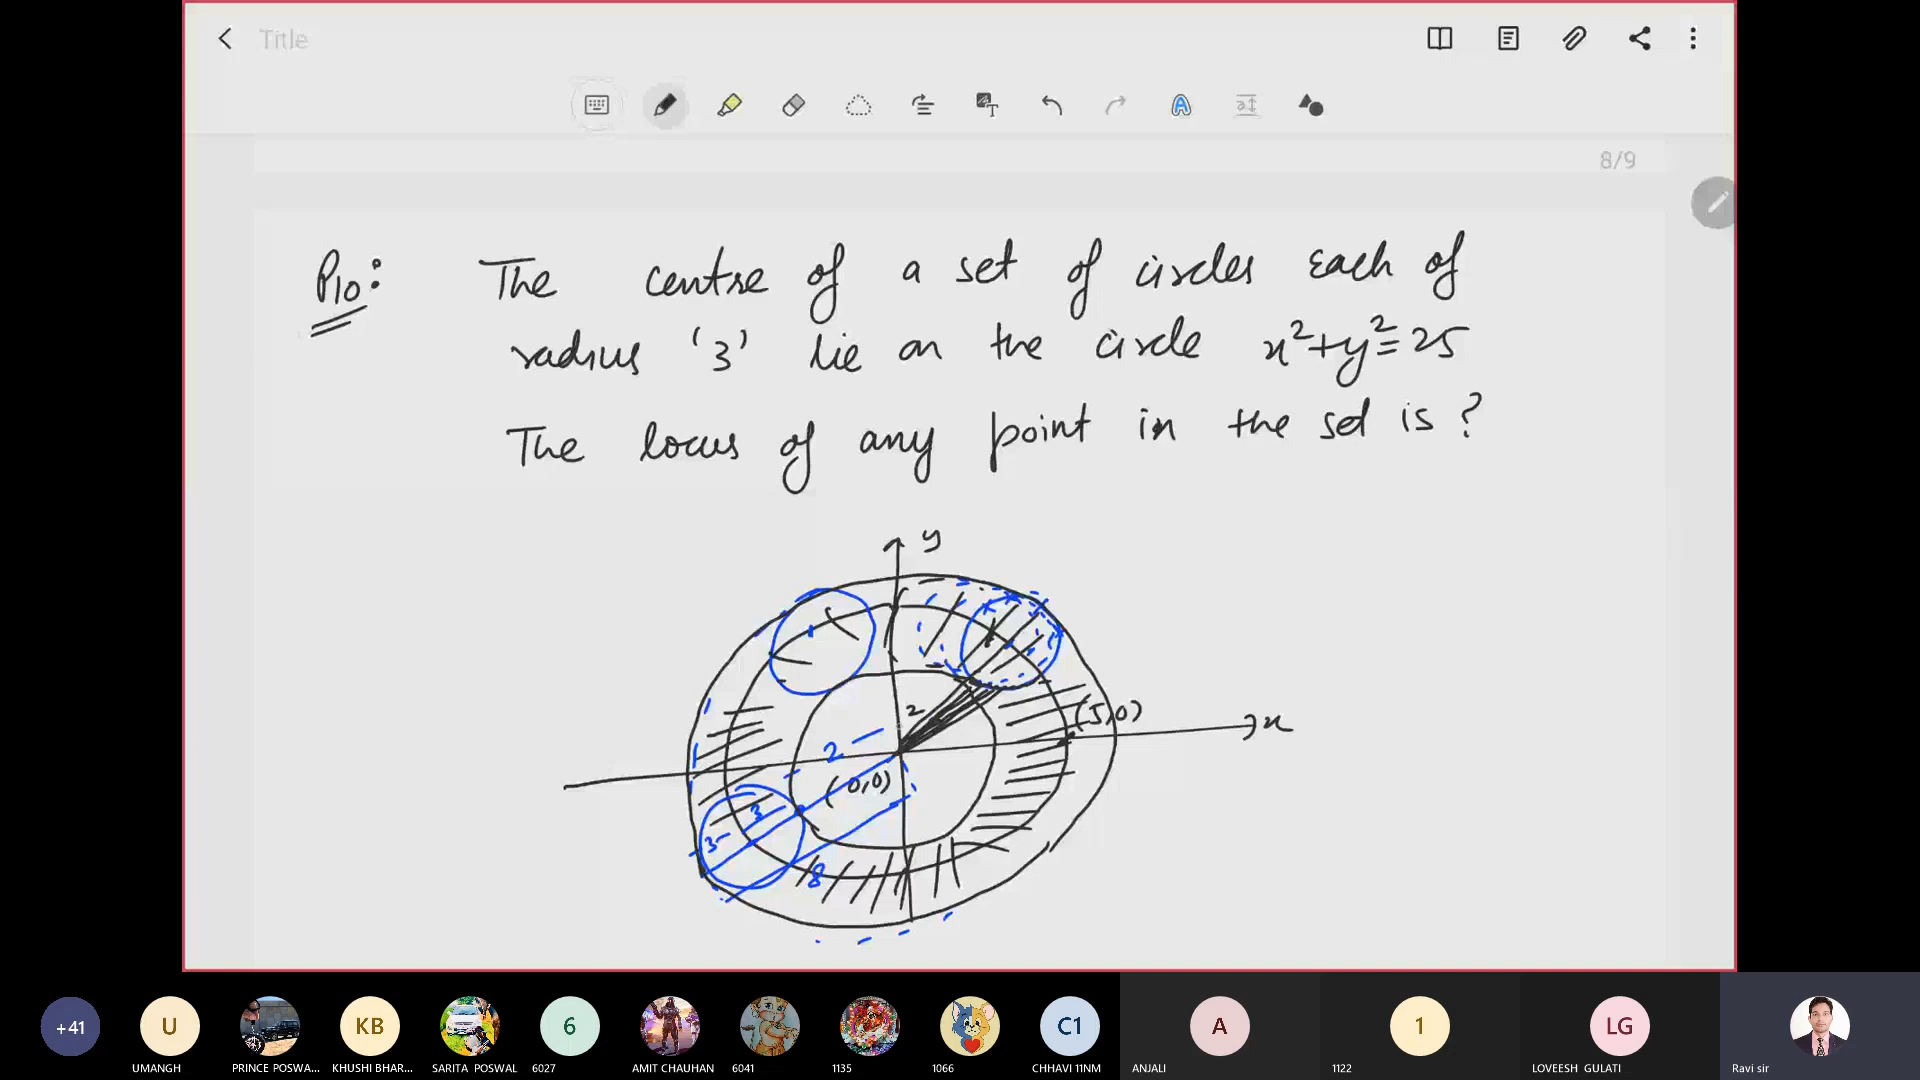 Title
8/9
P10: The centre of a set of circles each of
radius '3' lie on the circle x²+y²=25
The locus of any point in the set is?
y
2
(5,0)
x
2
(0,0)
3
3
8
+41
U
KB
6
C1
A
1
LG
UMANGH
PRINCE POSWA...
KHUSHI BHAR...
SARITA POSWAL
6027
AMIT CHAUHAN
6041
1135
1066
CHHAVI 11NM
ANJALI
1122
LOVEESH GULATI
Ravi sir